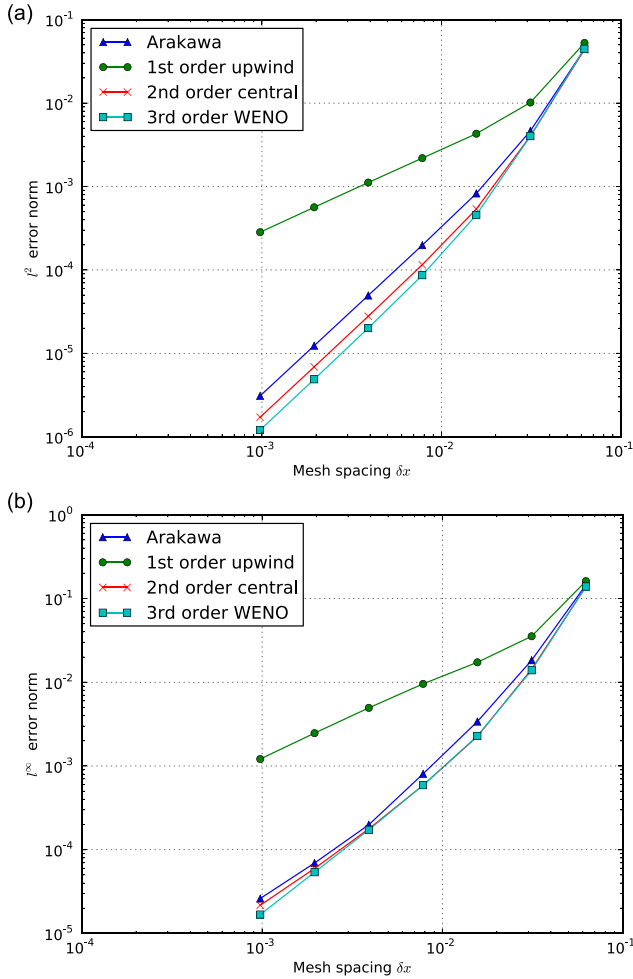 (a)
10^-1
10^-2
10^-3
10^-4
10^-5
10^-6
l^2 error norm
Arakawa
1st order upwind
2nd order central
3rd order WENO
10^-4
10^-3
10^-2
10^-1
Mesh spacing δx
(b)
10^0
10^-1
10^-2
10^-3
10^-4
10^-5
l^∞ error norm
Arakawa
1st order upwind
2nd order central
3rd order WENO
10^-4
10^-3
10^-2
10^-1
Mesh spacing δx